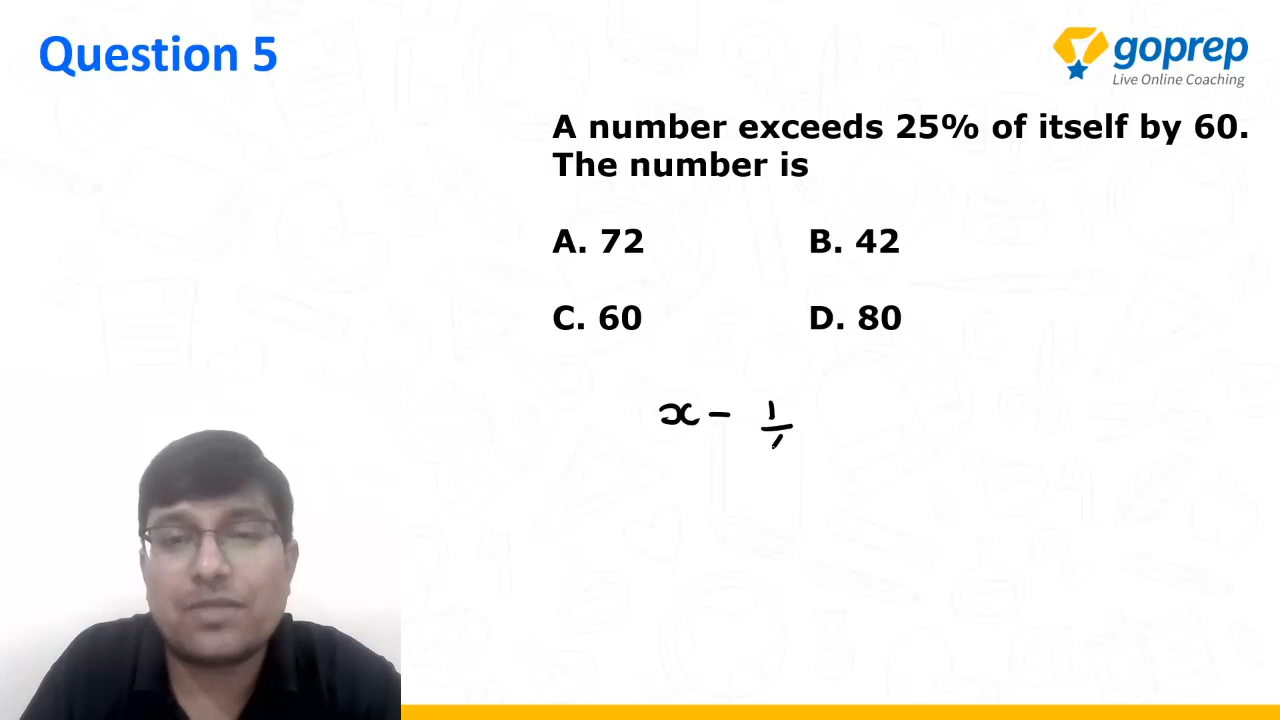 Question 5
goprep
Live Online Coaching
A number exceeds 25% of itself by 60.
The number is
A. 72 B. 42
C. 60 D. 80
x - 1/